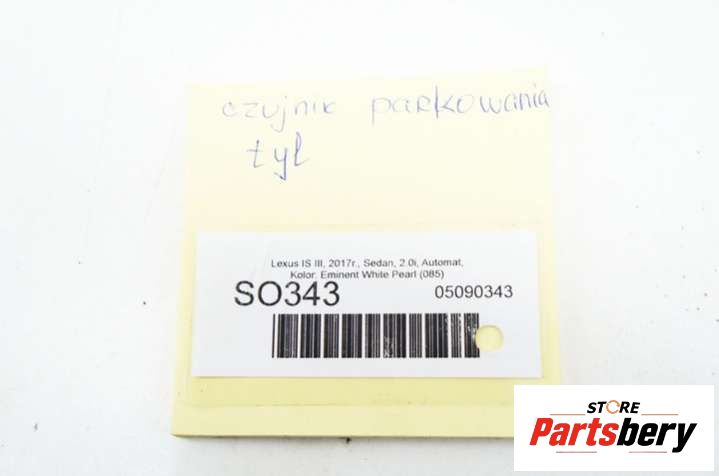 czujnik parkowania
tył
Lexus IS III, 2017r., Sedan, 2.0i, Automat,
Kolor: Eminent White Pearl (085)
SO343 05090343
STORE
Partsbery